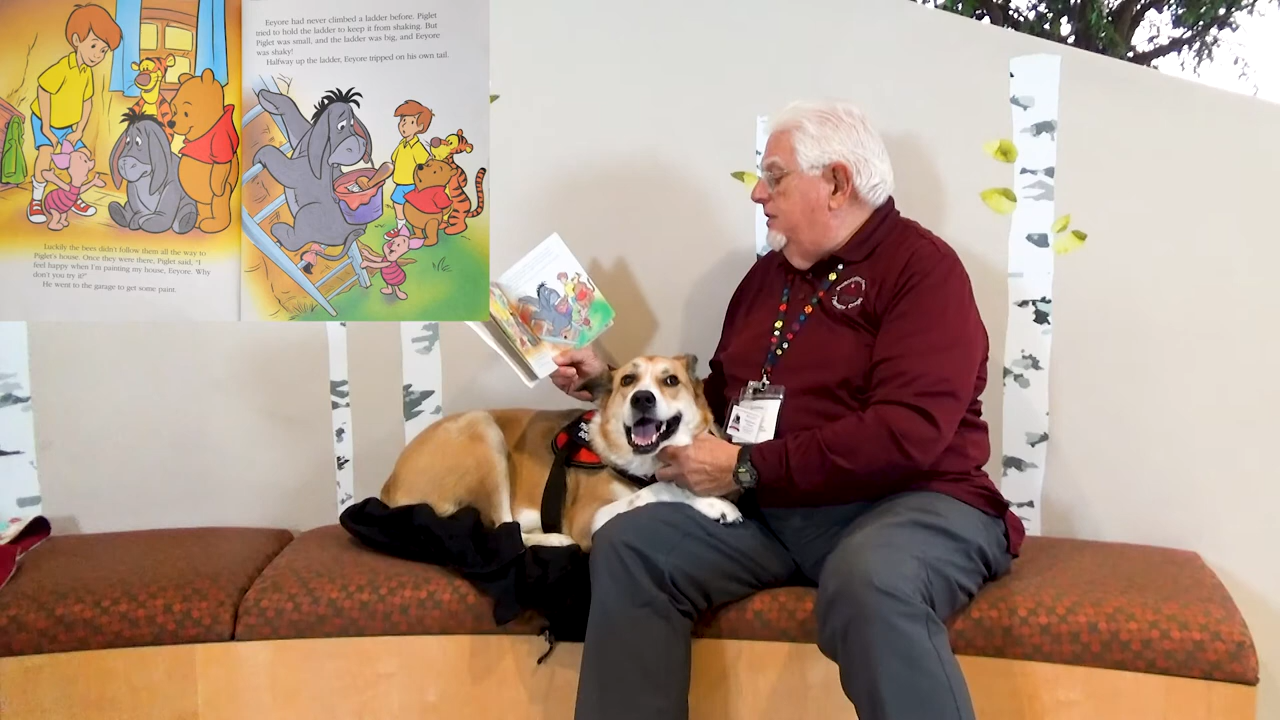 Luckily the bees didn't follow them all the way to
Piglet's house. Once they were there, Piglet said, "I
feel happy when I'm painting my house, Eeyore. Why
don't you try it?"
He went to the garage to get some paint.
Eeyore had never climbed a ladder before. Piglet
tried to hold the ladder to keep it from shaking. But
Piglet was small, and the ladder was big, and Eeyore
was shaky!
Halfway up the ladder, Eeyore tripped on his own tail.